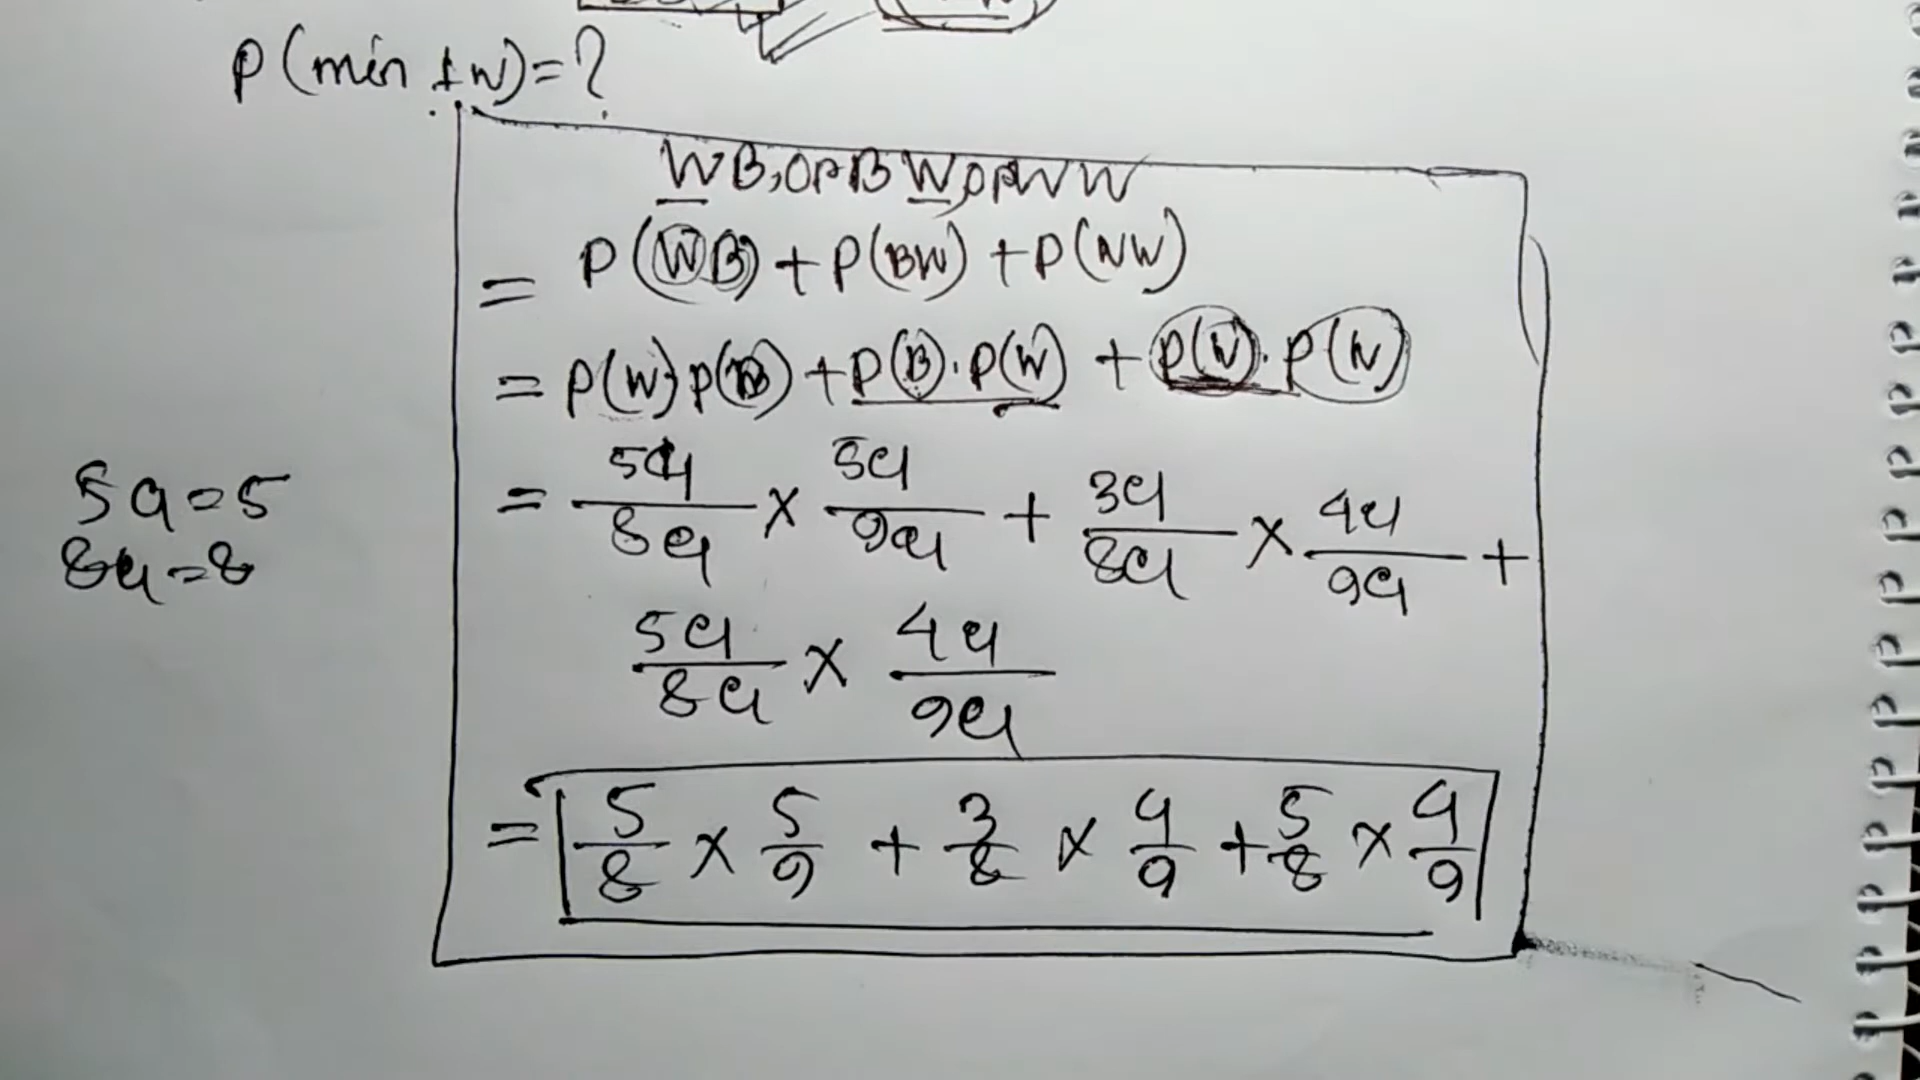 P(min 1W)=?
WB, or BW, or WW
= P(WB) + P(BW) + P(WW)
= P(W) P(B) + P(B) · P(W) + P(W) · P(W)
= 5C1/8C1 × 5C1/9C1 + 3C1/8C1 × 4C1/9C1 +
5C1/8C1 × 4C1/9C1
= 5/8 × 5/9 + 3/8 × 4/9 + 5/8 × 4/9
5C1=5
8C1=8